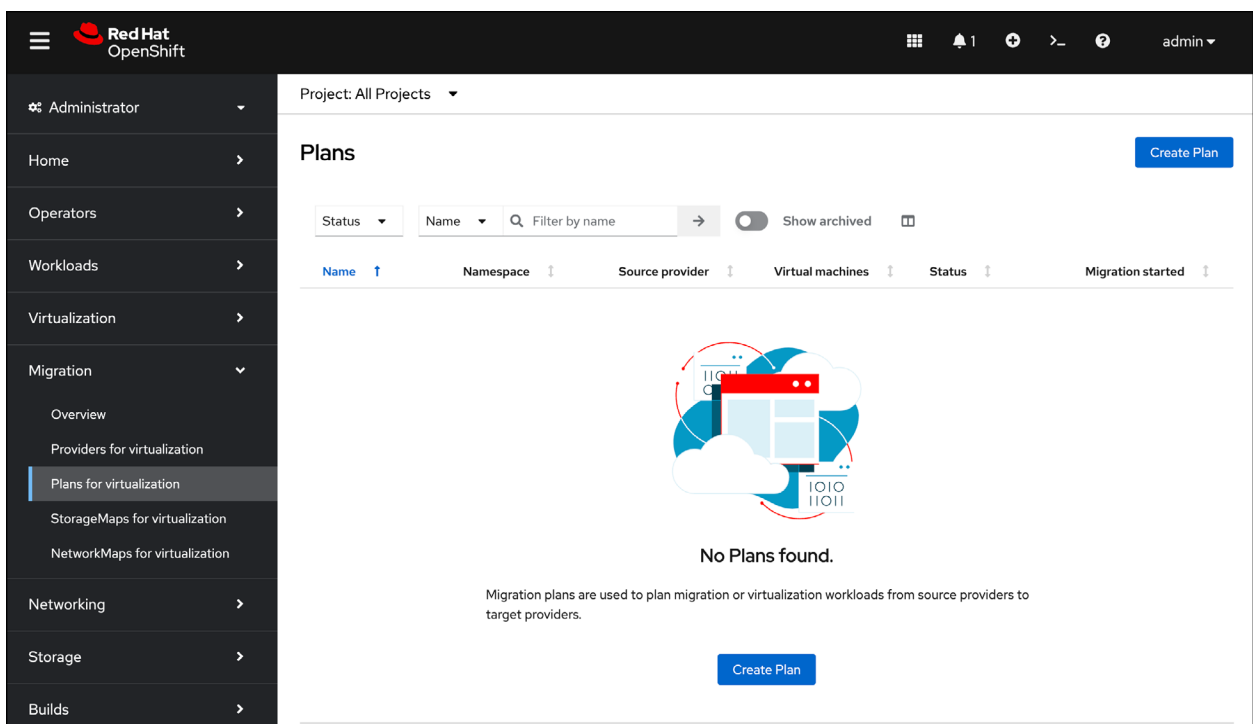 Red Hat
OpenShift
1
admin
Administrator
Home
Operators
Workloads
Virtualization
Migration
Overview
Providers for virtualization
Plans for virtualization
StorageMaps for virtualization
NetworkMaps for virtualization
Networking
Storage
Builds
Project: All Projects
Plans
Create Plan
Status
Name
Filter by name
Show archived
Name Namespace Source provider Virtual machines Status Migration started
IIOII
IOIO
IIOII
No Plans found.
Migration plans are used to plan migration or virtualization workloads from source providers to
target providers.
Create Plan